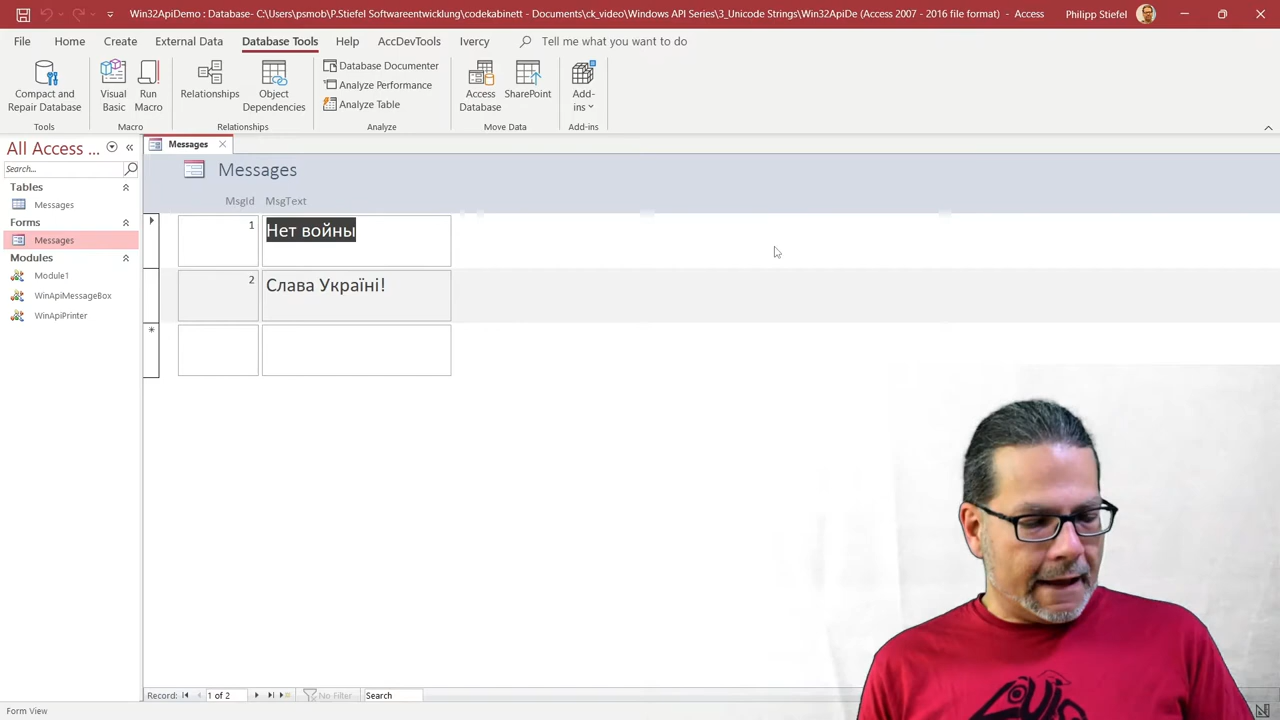 Win32ApiDemo : Database- C:\Users\psmob\P.Stiefel Softwareentwicklung\codekabinett - Documents\ck_video\Windows API Series\3_Unicode Strings\Win32ApiDe (Access 2007 - 2016 file format) - Access
Philipp Stiefel
File Home Create External Data Database Tools Help AccDevTools Ivercy Tell me what you want to do
Compact and
Repair Database
Visual
Basic
Run
Macro
Relationships
Object
Dependencies
Database Documenter
Analyze Performance
Analyze Table
Access
Database
SharePoint
Add-
ins
Tools Macro Relationships Analyze Move Data Add-ins
All Access ...
Search...
Tables
Messages
Forms
Messages
Modules
Module1
WinApiMessageBox
WinApiPrinter
Messages
Messages
MsgId MsgText
1 Нет войны
2 Слава Україні!
*
Record: 1 of 2 No Filter Search
Form View